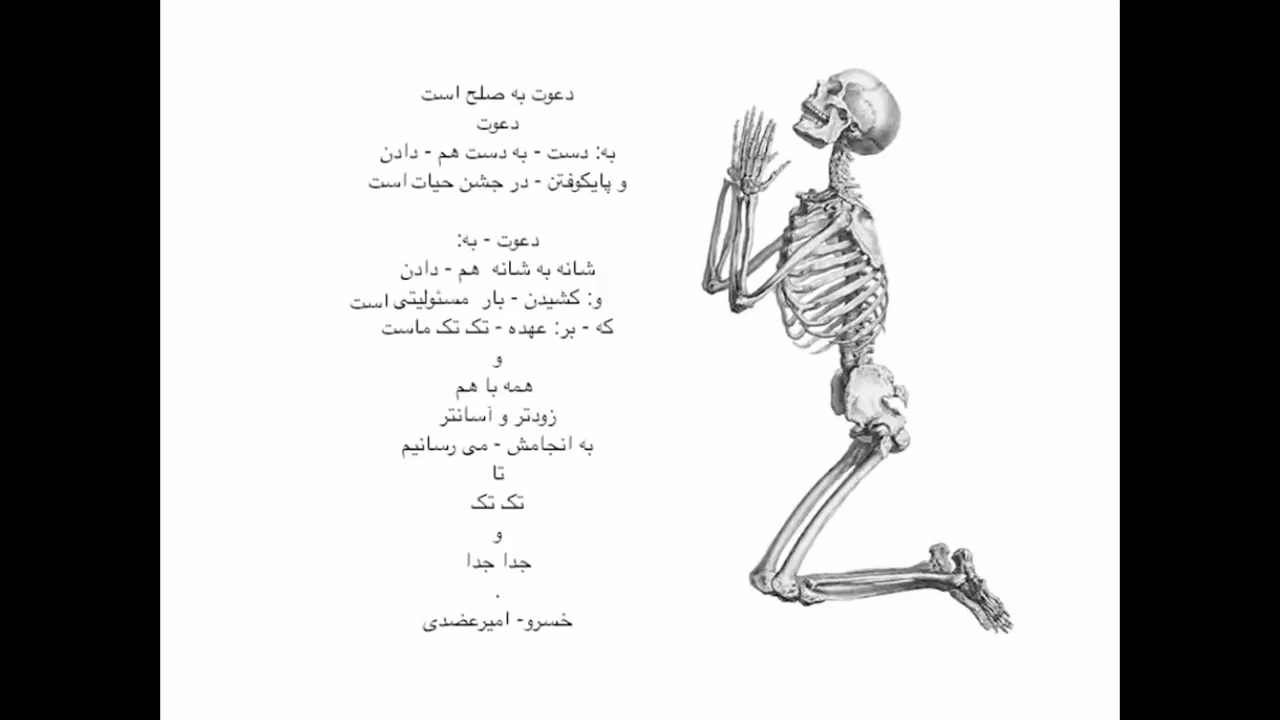 دعوت به صلح است
دعوت
به: دست - به دست هم - دادن
و پایکوفتن - در جشن حیات است
دعوت - به:
شانه به شانه هم - دادن
و: کشیدن - بار مسئولیتی است
که - بر: عهده - تک تک ماست
و
همه با هم
زودتر و آسانتر
به انجامش - می رسانیم
تا
تک تک
و
جدا جدا
.
خسرو- امیرعضدی